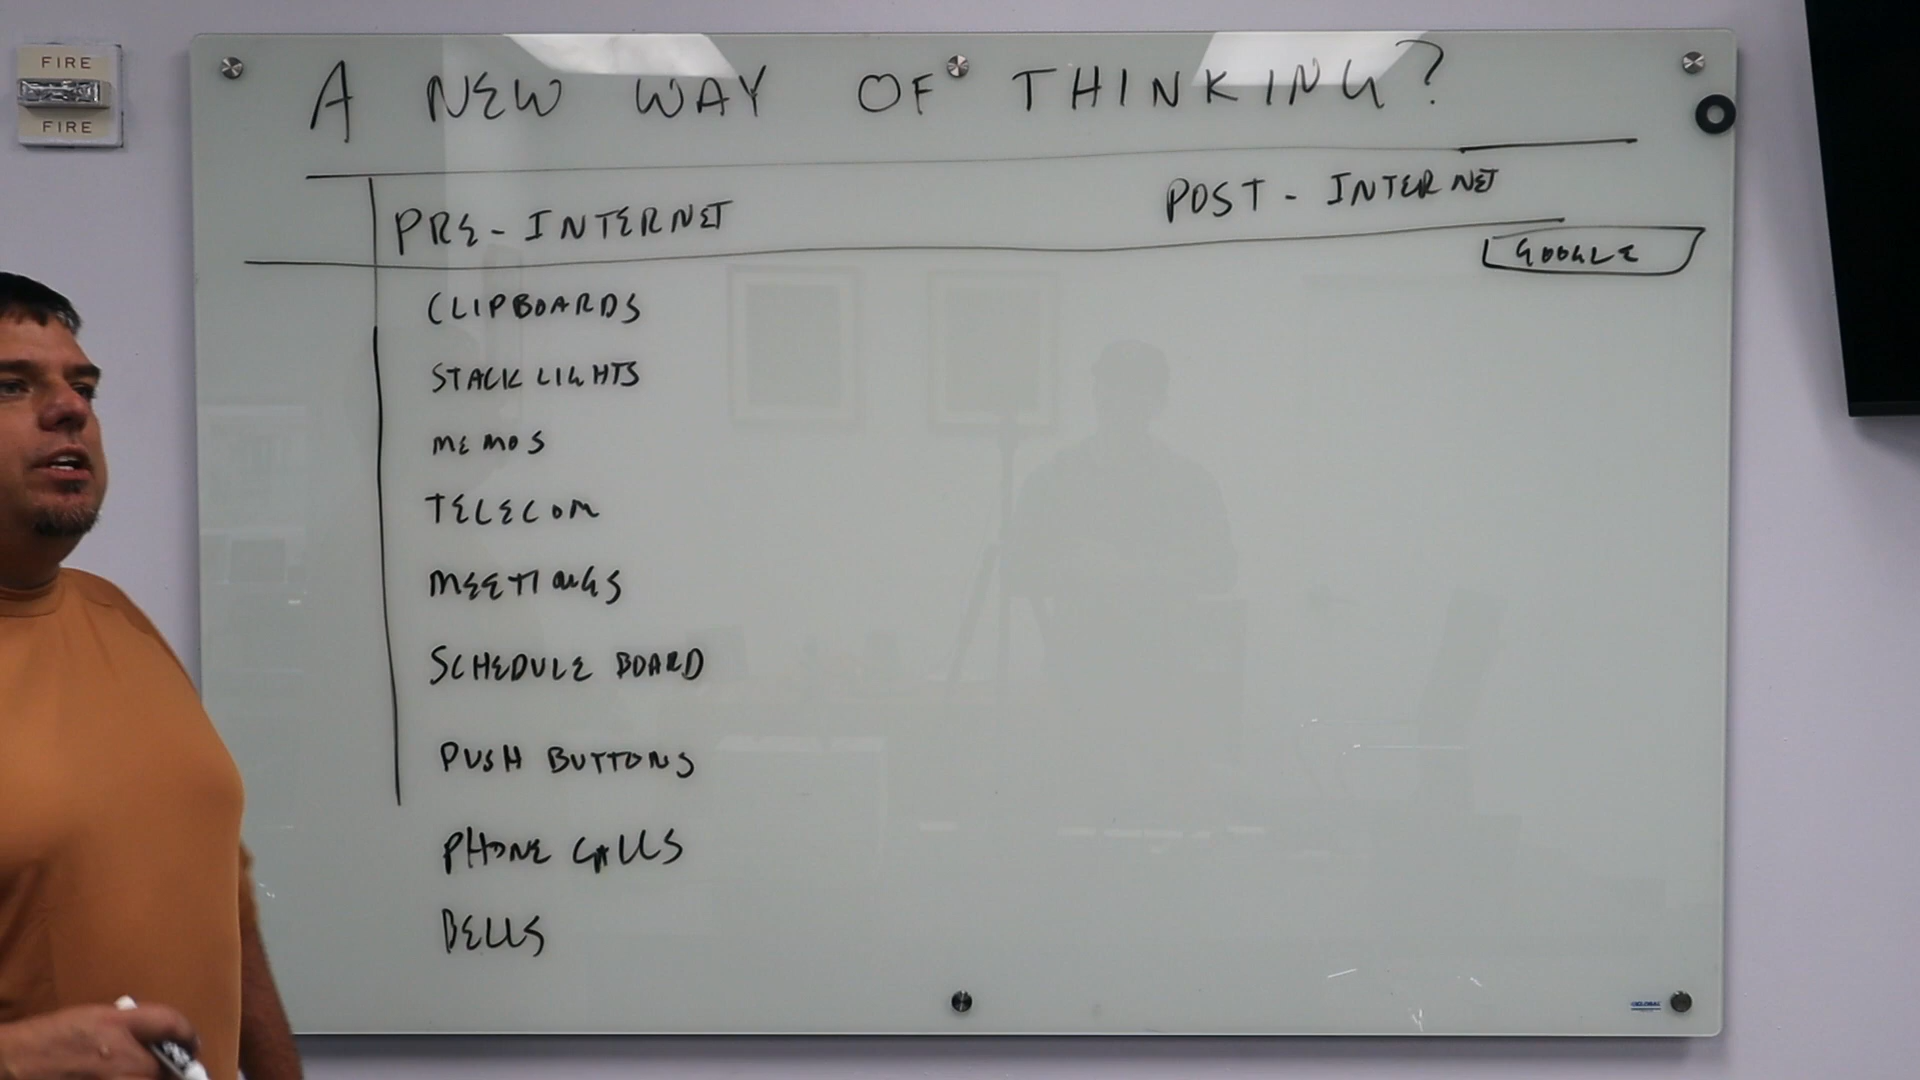 FIRE
FIRE
A NEW WAY OF THINKING?
PRE-INTERNET
POST-INTERNET
GOOGLE
CLIPBOARDS
STACK LIGHTS
MEMOS
TELECOM
MEETINGS
SCHEDULE BOARD
PUSH BUTTONS
PHONE CALLS
BELLS
GLOBAL